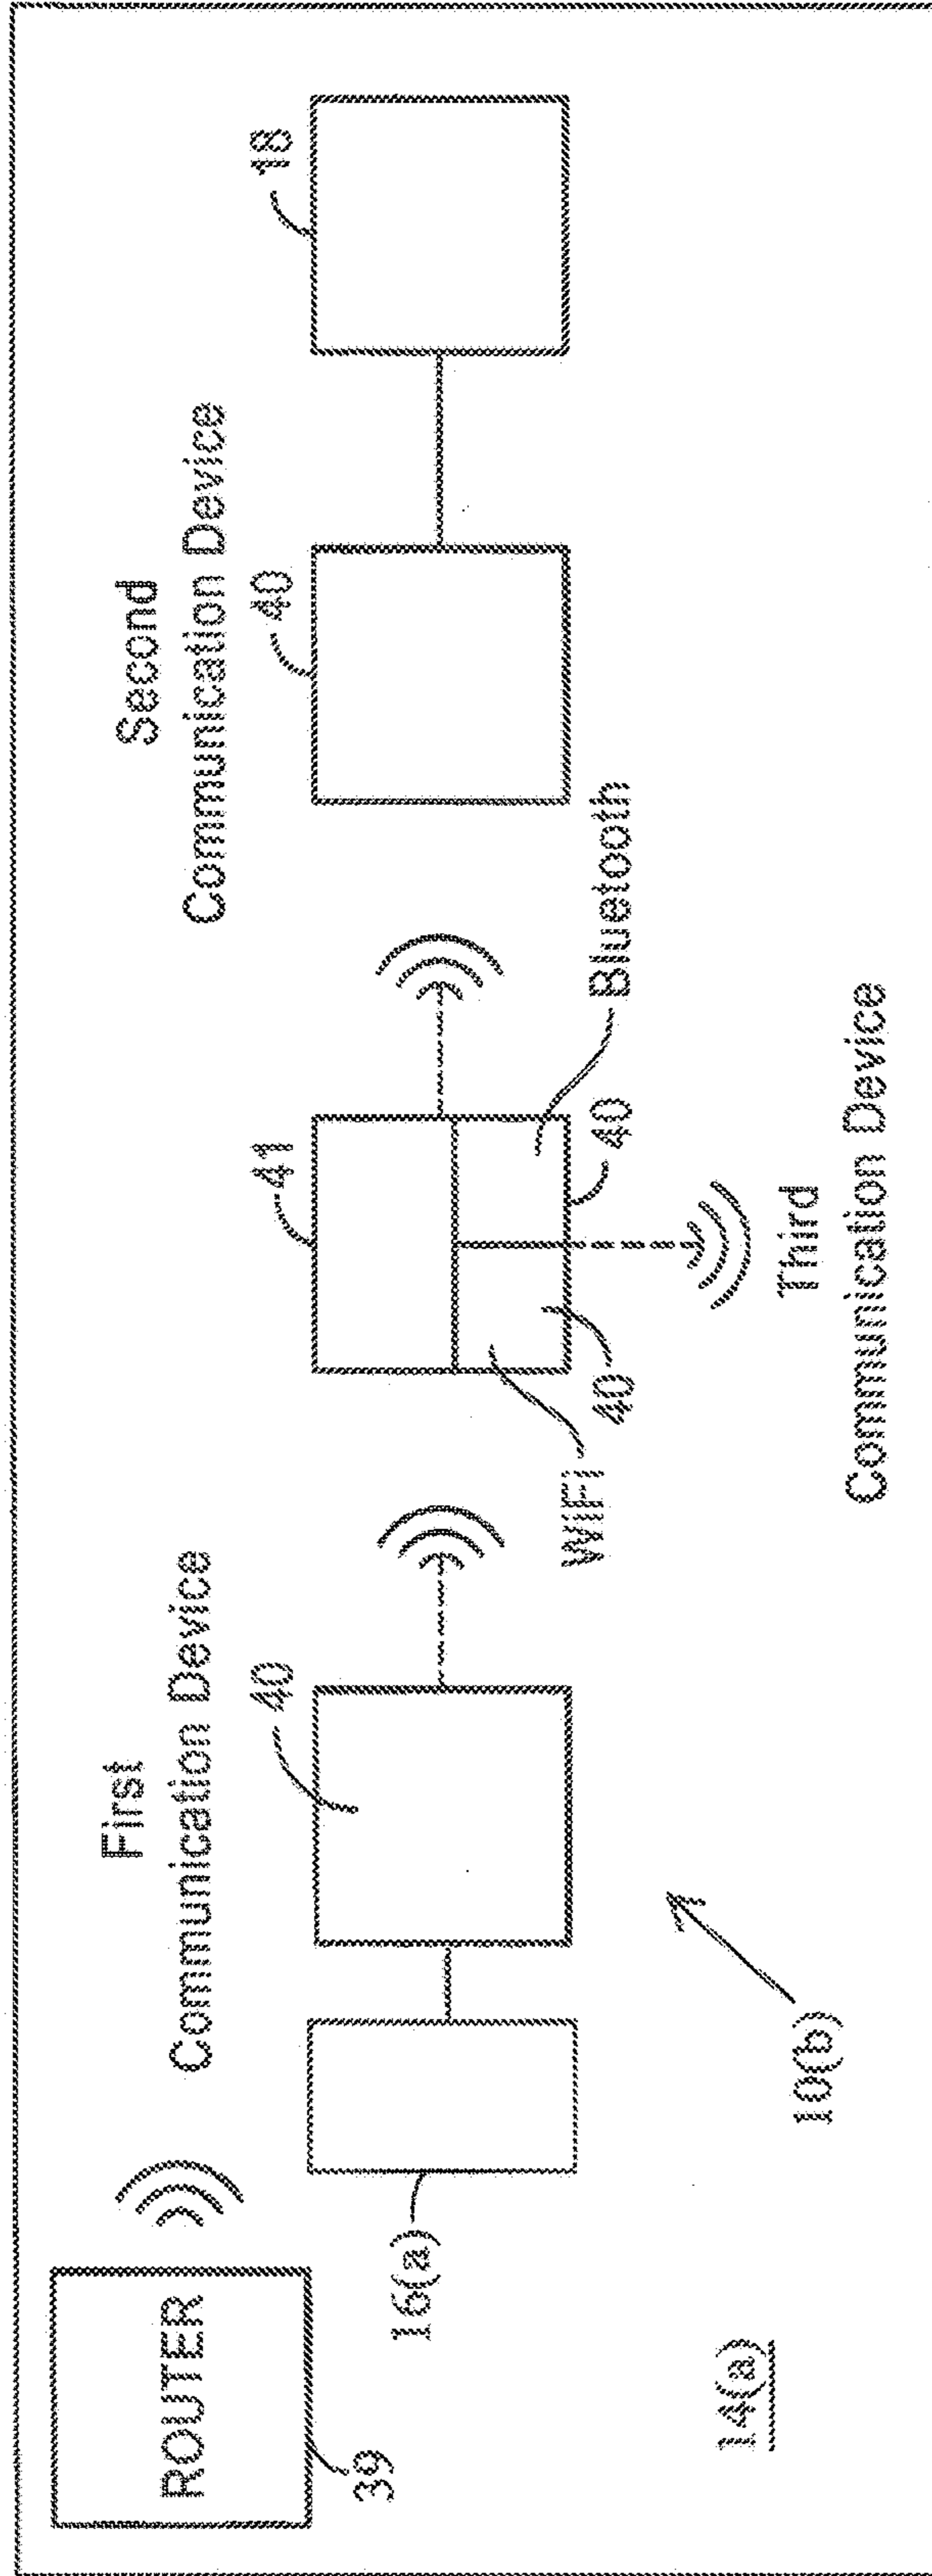 ROUTER
39
First
Communication Device
40
16(a)
10(b)
14(a)
41
WiFi
40
40
Bluetooth
Third
Communication Device
Second
Communication Device
40
18